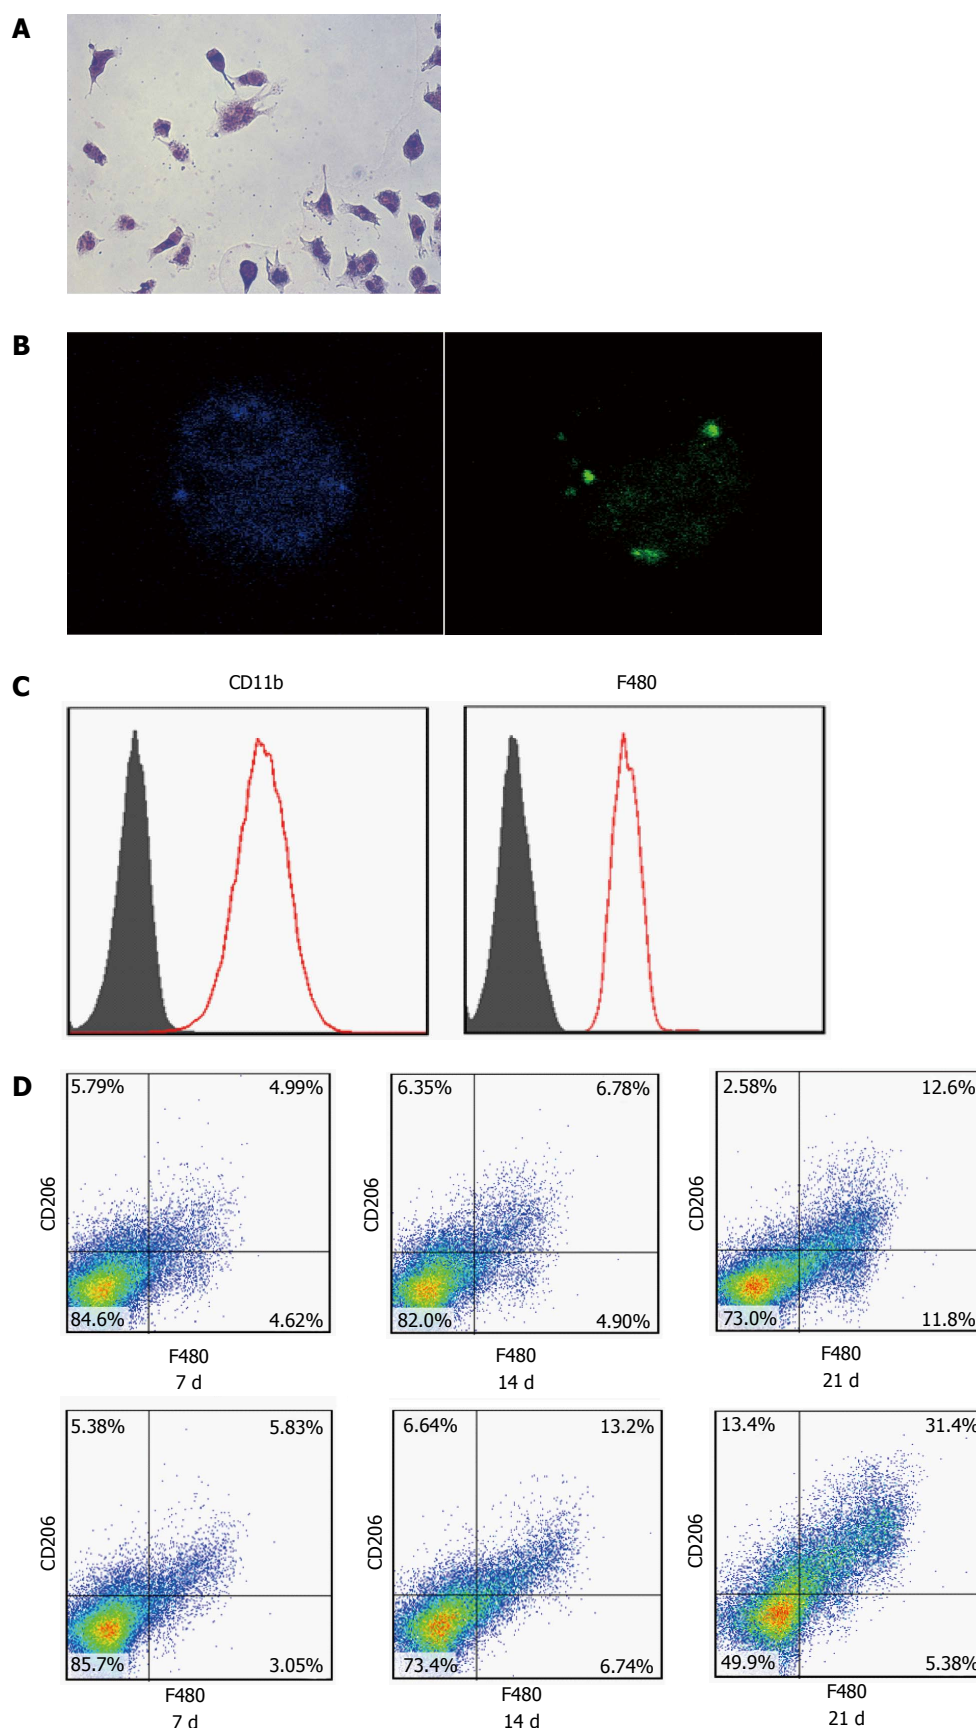 A
B
C
CD11b F480
D
5.79% 4.99% 6.35% 6.78% 2.58% 12.6%
CD206 CD206 CD206
84.6% 4.62% 82.0% 4.90% 73.0% 11.8%
F480 F480 F480
7 d 14 d 21 d
5.38% 5.83% 6.64% 13.2% 13.4% 31.4%
CD206 CD206 CD206
85.7% 3.05% 73.4% 6.74% 49.9% 5.38%
F480 F480 F480
7 d 14 d 21 d